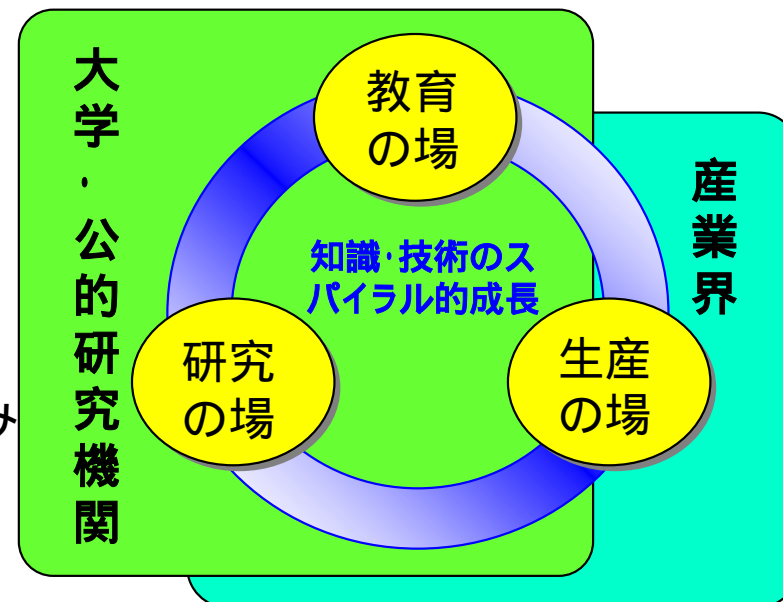 大学・公的研究機関
教育
の場
産業界
知識・技術のス
パイラル的成長
研究
の場
生産
の場
み